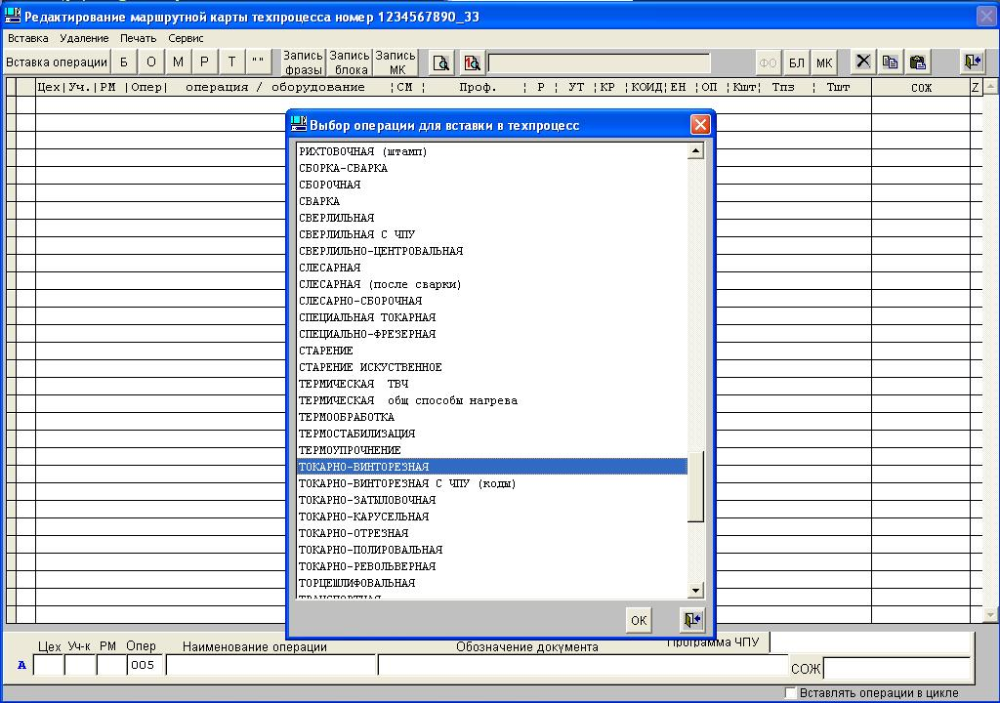 Редактирование маршрутной карты техпроцесса номер 1234567890_33
Вставка Удаление Печать Сервис
Вставка операции Б О М Р Т "" Запись фразы Запись блока Запись МК ФО БЛ МК
Цех|Уч.|РМ |Опер| операция / оборудование ¦СМ ¦ Проф. ¦ Р ¦ УТ ¦КР ¦КОИД¦ЕН ¦ОП ¦Кшт¦ Тпз ¦ Тшт СОЖ Z
Выбор операции для вставки в техпроцесс
РИХТОВОЧНАЯ (штамп)
СБОРКА-СВАРКА
СБОРОЧНАЯ
СВАРКА
СВЕРЛИЛЬНАЯ
СВЕРЛИЛЬНАЯ С ЧПУ
СВЕРЛИЛЬНО-ЦЕНТРОВАЛЬНАЯ
СЛЕСАРНАЯ
СЛЕСАРНАЯ (после сварки)
СЛЕСАРНО-СБОРОЧНАЯ
СПЕЦИАЛЬНАЯ ТОКАРНАЯ
СПЕЦИАЛЬНО-ФРЕЗЕРНАЯ
СТАРЕНИЕ
СТАРЕНИЕ ИСКУСТВЕННОЕ
ТЕРМИЧЕСКАЯ ТВЧ
ТЕРМИЧЕСКАЯ общ способы нагрева
ТЕРМООБРАБОТКА
ТЕРМОСТАБИЛИЗАЦИЯ
ТЕРМОУПРОЧНЕНИЕ
ТОКАРНО-ВИНТОРЕЗНАЯ
ТОКАРНО-ВИНТОРЕЗНАЯ С ЧПУ (коды)
ТОКАРНО-ЗАТЫЛОВОЧНАЯ
ТОКАРНО-КАРУСЕЛЬНАЯ
ТОКАРНО-ОТРЕЗНАЯ
ТОКАРНО-ПОЛИРОВАЛЬНАЯ
ТОКАРНО-РЕВОЛЬВЕРНАЯ
ТОРЦЕШЛИФОВАЛЬНАЯ
ТРАНСПОРТНАЯ
ОК
Цех Уч-к РМ Опер Наименование операции Обозначение документа Программа ЧПУ
А 005 СОЖ
Вставлять операции в цикле